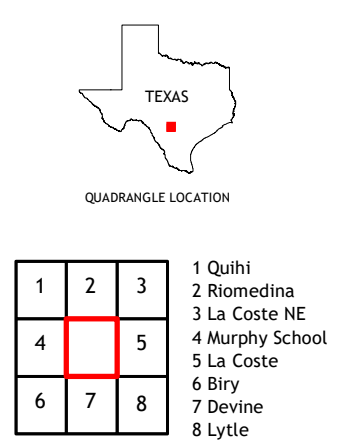 TEXAS
QUADRANGLE LOCATION
1 2 3
4 5
6 7 8
1 Quihi
2 Riomedina
3 La Coste NE
4 Murphy School
5 La Coste
6 Biry
7 Devine
8 Lytle